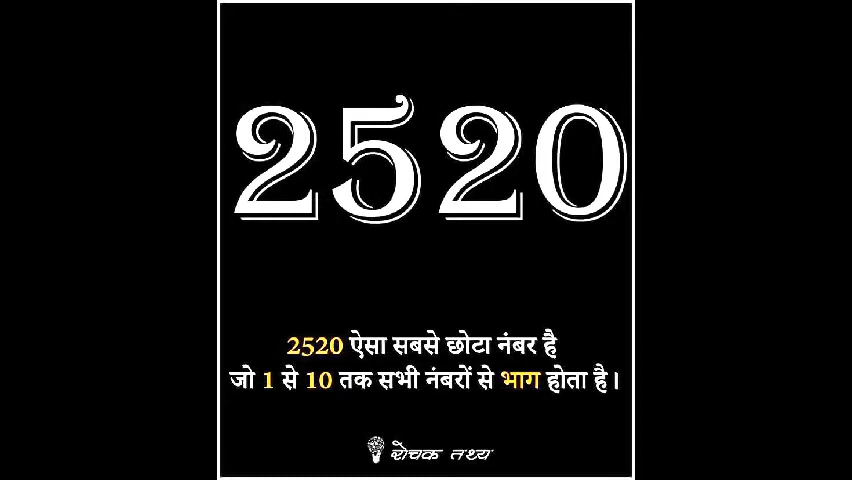 2520
2520 ऐसा सबसे छोटा नंबर है
जो 1 से 10 तक सभी नंबरों से भाग होता है।
रोचक तथ्य